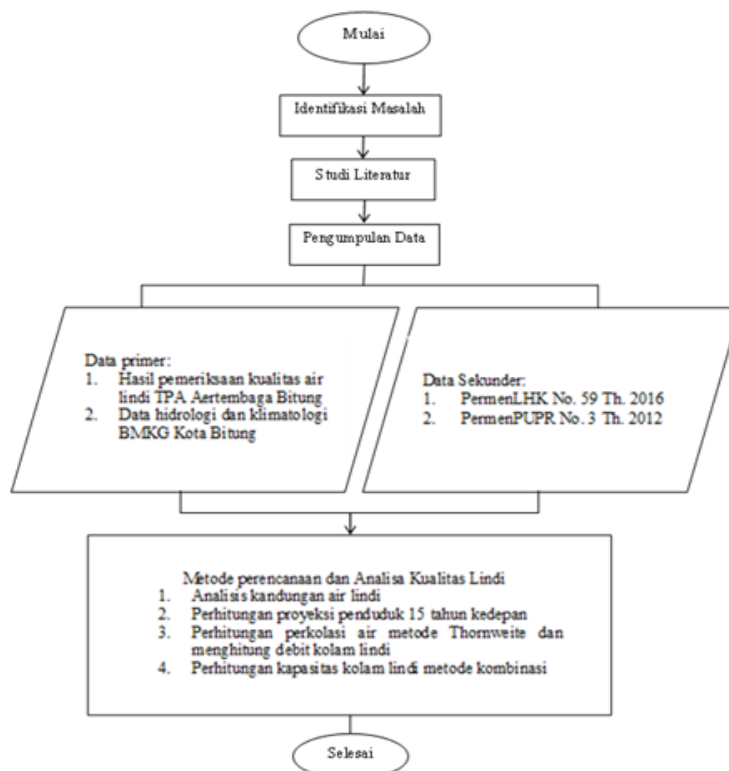 Mulai
Identifikasi Masalah
Studi Literatur
Pengumpulan Data
Data primer:
1. Hasil pemeriksaan kualitas air
lindi TPA Aertembaga Bitung
2. Data hidrologi dan klimatologi
BMKG Kota Bitung
Data Sekunder:
1. PermenLHK No. 59 Th. 2016
2. PermenPUPR No. 3 Th. 2012
Metode perencanaan dan Analisa Kualitas Lindi
1. Analisis kandungan air lindi
2. Perhitungan proyeksi penduduk 15 tahun kedepan
3. Perhitungan perkolasi air metode Thornweite dan
menghitung debit kolam lindi
4. Perhitungan kapasitas kolam lindi metode kombinasi
Selesai